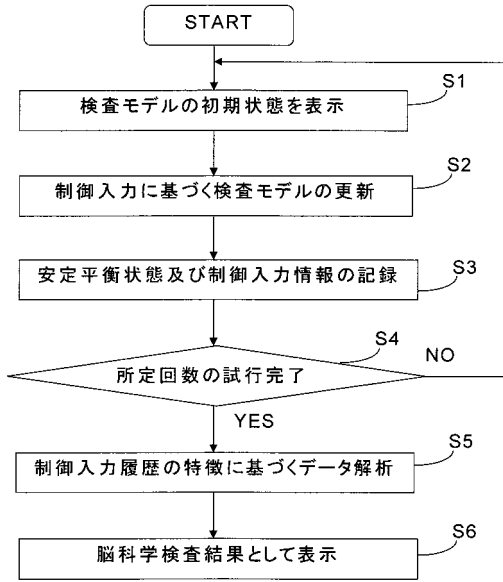 START
S1
検査モデルの初期状態を表示
S2
制御入力に基づく検査モデルの更新
S3
安定平衡状態及び制御入力情報の記録
S4
所定回数の試行完了
NO
YES
S5
制御入力履歴の特徴に基づくデータ解析
S6
脳科学検査結果として表示